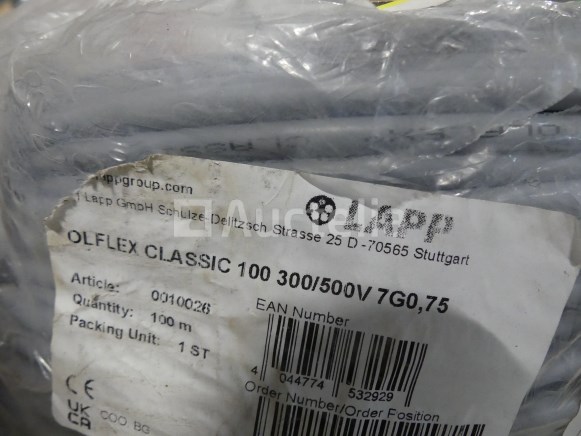 LAPP
ppgroup.com
Lapp GmbH Schulze-Delitzsch-Strasse 25 D -70565 Stuttgart
Auctelia
OLFLEX CLASSIC 100 300/500V 7G0,75
Article: 0010026
Quantity: 100 m
Packing Unit: 1 ST
EAN Number
4 044774 532929
Order Number/Order Position
CE
UK
CA
COO BG